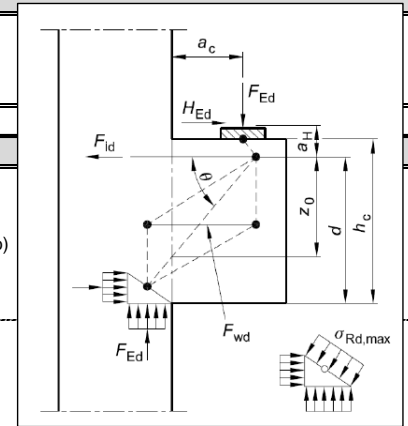 a_c
F_Ed
H_Ed
a_H
F_td
θ
z_0
d
h_c
F_wd
F_Ed
σ_Rd,max